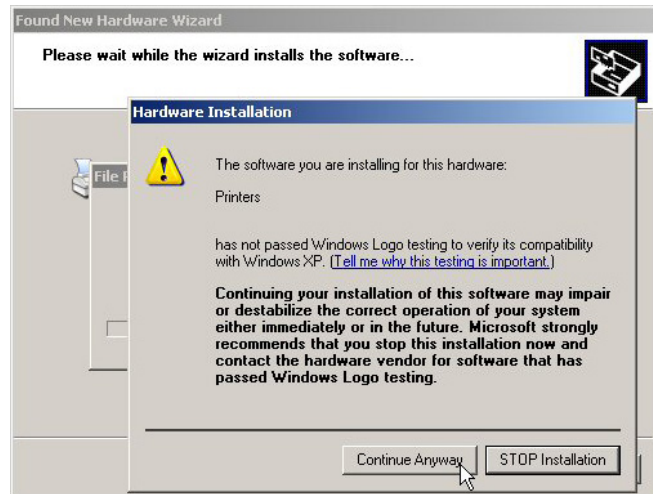 Found New Hardware Wizard
Please wait while the wizard installs the software...
Hardware Installation
File
The software you are installing for this hardware:
Printers
has not passed Windows Logo testing to verify its compatibility
with Windows XP. (Tell me why this testing is important.)
Continuing your installation of this software may impair
or destabilize the correct operation of your system
either immediately or in the future. Microsoft strongly
recommends that you stop this installation now and
contact the hardware vendor for software that has
passed Windows Logo testing.
Continue Anyway
STOP Installation